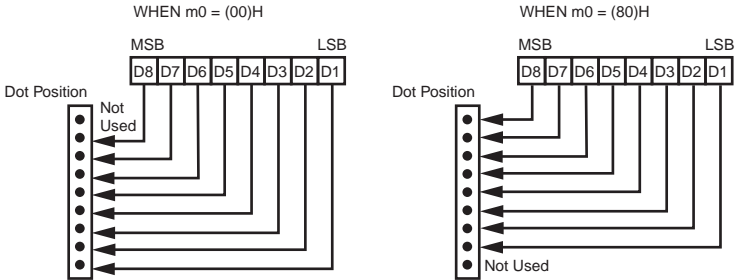 WHEN m0 = (00)H
MSB LSB
D8 D7 D6 D5 D4 D3 D2 D1
Dot Position
Not
Used
WHEN m0 = (80)H
MSB LSB
D8 D7 D6 D5 D4 D3 D2 D1
Dot Position
Not Used